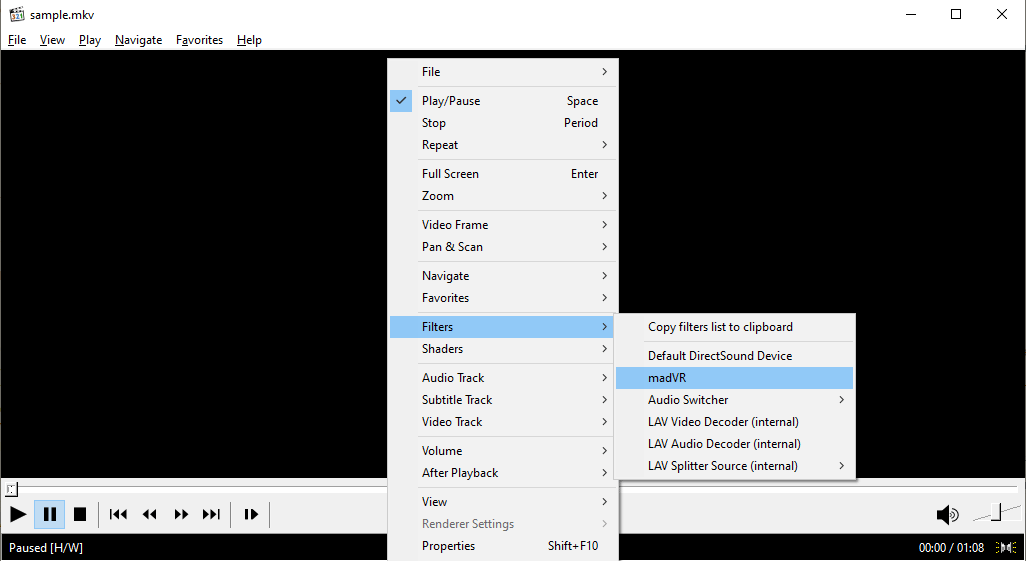 sample.mkv
File View Play Navigate Favorites Help
File
Play/Pause Space
Stop Period
Repeat
Full Screen Enter
Zoom
Video Frame
Pan & Scan
Navigate
Favorites
Filters
Shaders
Audio Track
Subtitle Track
Video Track
Volume
After Playback
View
Renderer Settings
Properties Shift+F10
Copy filters list to clipboard
Default DirectSound Device
madVR
Audio Switcher
LAV Video Decoder (internal)
LAV Audio Decoder (internal)
LAV Splitter Source (internal)
Paused [H/W]
00:00 / 01:08